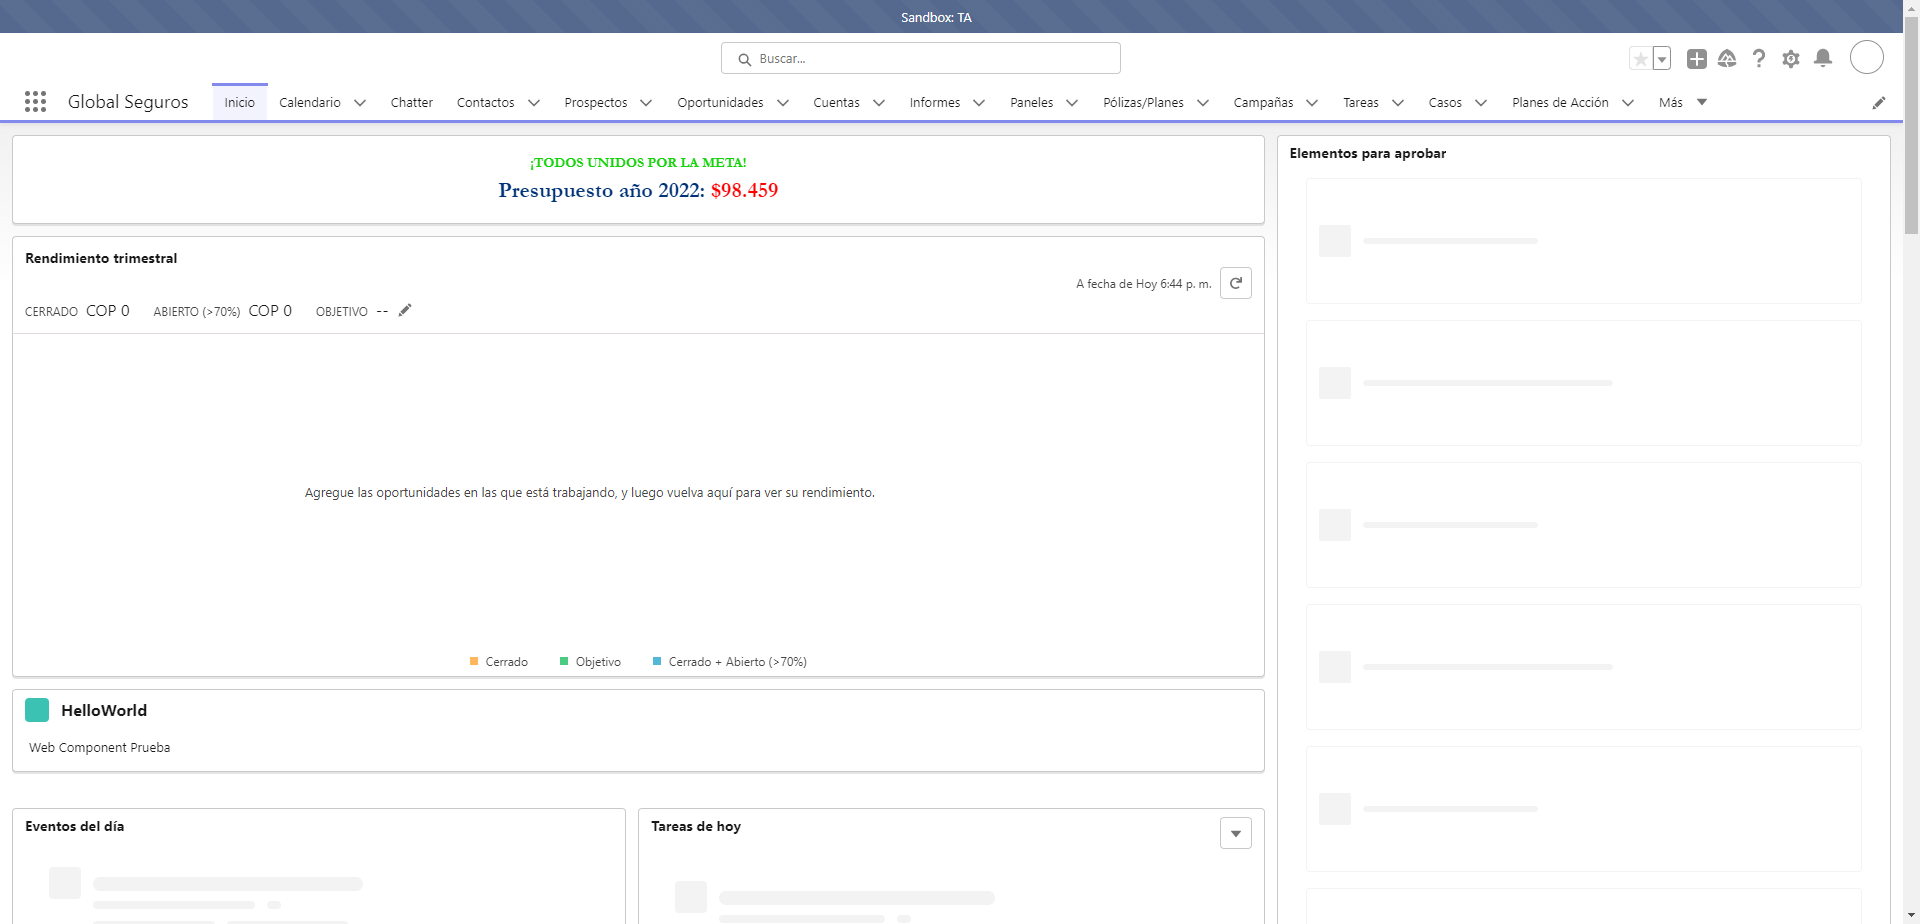 Sandbox: TA
Buscar...
Global Seguros
Inicio
Calendario
Chatter
Contactos
Prospectos
Oportunidades
Cuentas
Informes
Paneles
Pólizas/Planes
Campañas
Tareas
Casos
Planes de Acción
Más
¡TODOS UNIDOS POR LA META!
Presupuesto año 2022: $98.459
Rendimiento trimestral
A fecha de Hoy 6:44 p. m.
CERRADO COP 0 ABIERTO (>70%) COP 0 OBJETIVO --
Agregue las oportunidades en las que está trabajando, y luego vuelva aquí para ver su rendimiento.
Cerrado
Objetivo
Cerrado + Abierto (>70%)
HelloWorld
Web Component Prueba
Eventos del día
Tareas de hoy
Elementos para aprobar